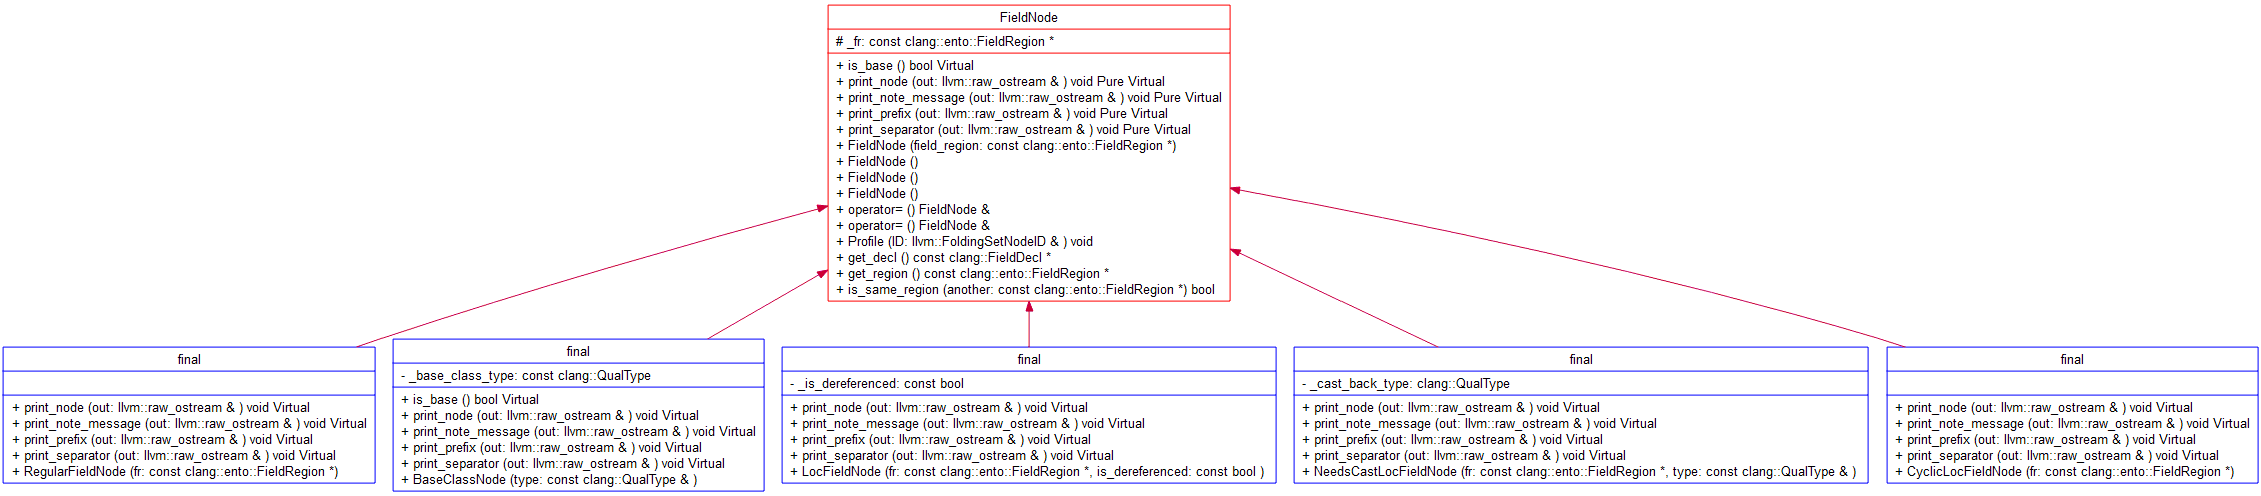 FieldNode
# _fr: const clang::ento::FieldRegion *
+ is_base () bool Virtual
+ print_node (out: llvm::raw_ostream & ) void Pure Virtual
+ print_note_message (out: llvm::raw_ostream & ) void Pure Virtual
+ print_prefix (out: llvm::raw_ostream & ) void Pure Virtual
+ print_separator (out: llvm::raw_ostream & ) void Pure Virtual
+ FieldNode (field_region: const clang::ento::FieldRegion *)
+ FieldNode ()
+ FieldNode ()
+ FieldNode ()
+ operator= () FieldNode &
+ operator= () FieldNode &
+ Profile (ID: llvm::FoldingSetNodeID & ) void
+ get_decl () const clang::FieldDecl *
+ get_region () const clang::ento::FieldRegion *
+ is_same_region (another: const clang::ento::FieldRegion *) bool
final
+ print_node (out: llvm::raw_ostream & ) void Virtual
+ print_note_message (out: llvm::raw_ostream & ) void Virtual
+ print_prefix (out: llvm::raw_ostream & ) void Virtual
+ print_separator (out: llvm::raw_ostream & ) void Virtual
+ RegularFieldNode (fr: const clang::ento::FieldRegion *)
final
- _base_class_type: const clang::QualType
+ is_base () bool Virtual
+ print_node (out: llvm::raw_ostream & ) void Virtual
+ print_note_message (out: llvm::raw_ostream & ) void Virtual
+ print_prefix (out: llvm::raw_ostream & ) void Virtual
+ print_separator (out: llvm::raw_ostream & ) void Virtual
+ BaseClassNode (type: const clang::QualType & )
final
- _is_dereferenced: const bool
+ print_node (out: llvm::raw_ostream & ) void Virtual
+ print_note_message (out: llvm::raw_ostream & ) void Virtual
+ print_prefix (out: llvm::raw_ostream & ) void Virtual
+ print_separator (out: llvm::raw_ostream & ) void Virtual
+ LocFieldNode (fr: const clang::ento::FieldRegion *, is_dereferenced: const bool )
final
- _cast_back_type: clang::QualType
+ print_node (out: llvm::raw_ostream & ) void Virtual
+ print_note_message (out: llvm::raw_ostream & ) void Virtual
+ print_prefix (out: llvm::raw_ostream & ) void Virtual
+ print_separator (out: llvm::raw_ostream & ) void Virtual
+ NeedsCastLocFieldNode (fr: const clang::ento::FieldRegion *, type: const clang::QualType & )
final
+ print_node (out: llvm::raw_ostream & ) void Virtual
+ print_note_message (out: llvm::raw_ostream & ) void Virtual
+ print_prefix (out: llvm::raw_ostream & ) void Virtual
+ print_separator (out: llvm::raw_ostream & ) void Virtual
+ CyclicLocFieldNode (fr: const clang::ento::FieldRegion *)